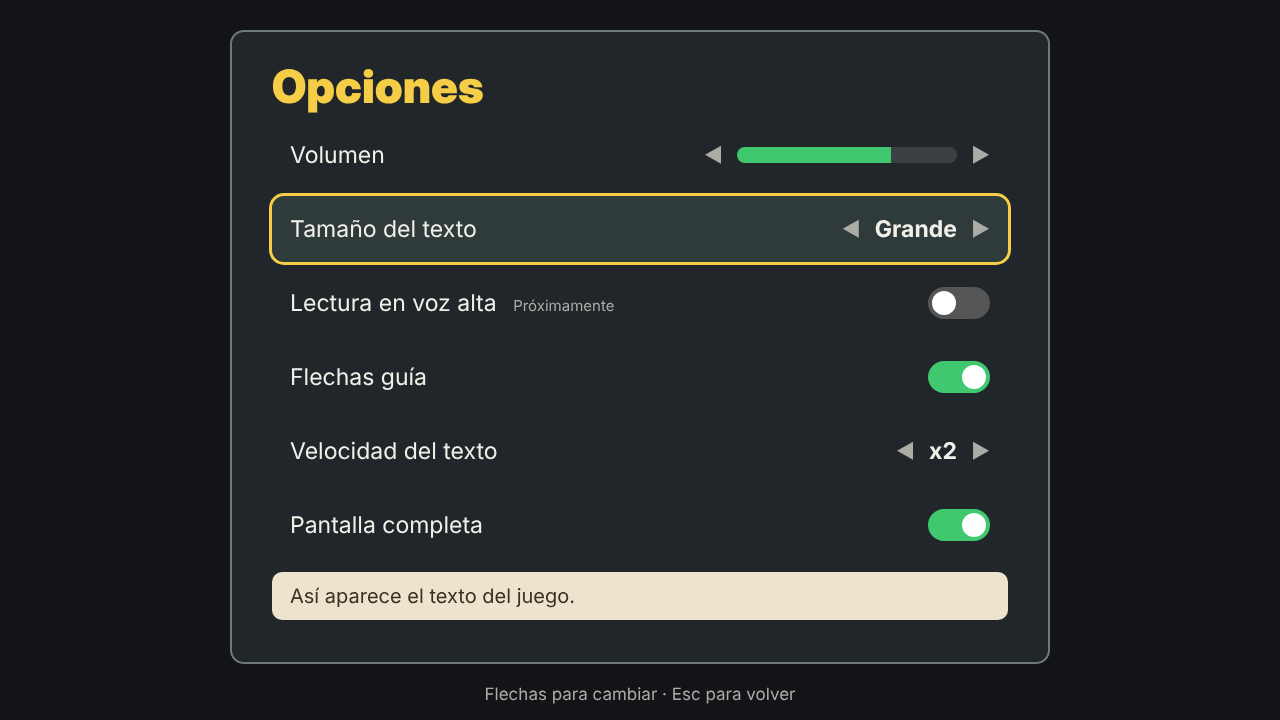 Opciones
Volumen
Tamaño del texto ◀ Grande ▶
Lectura en voz alta Próximamente
Flechas guía
Velocidad del texto ◀ x2 ▶
Pantalla completa
Así aparece el texto del juego.
Flechas para cambiar · Esc para volver